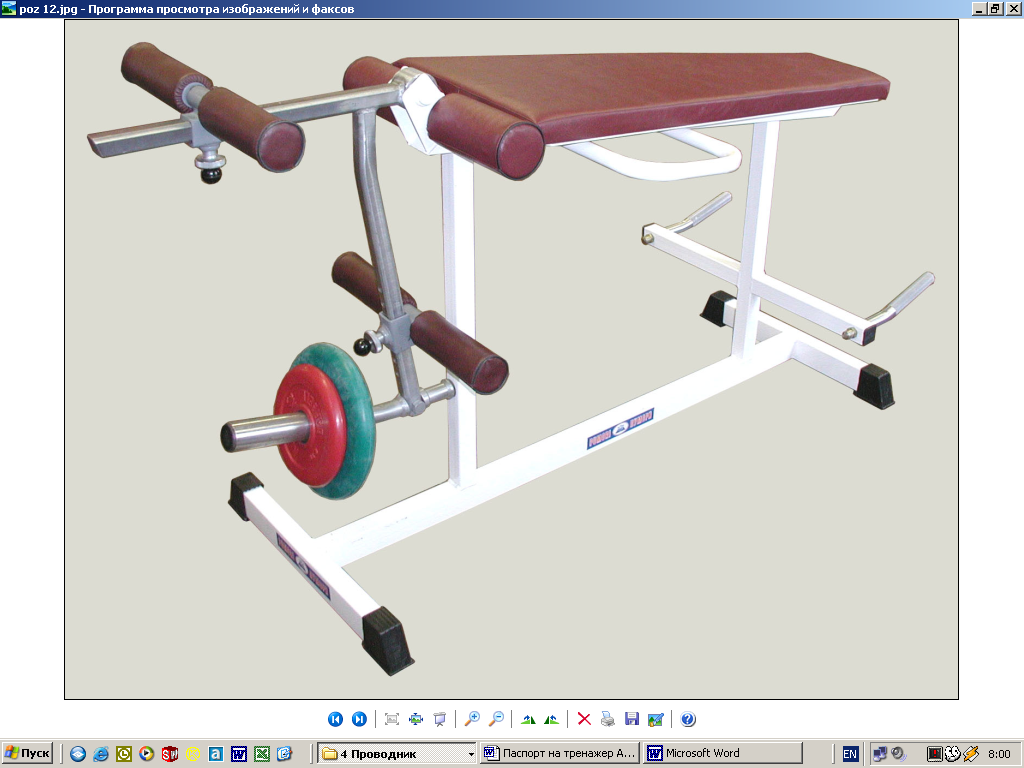 poz 12.jpg - Программа просмотра изображений и факсов
Пуск
4 Проводник
Паспорт на тренажер А...
Microsoft Word
EN
8:00